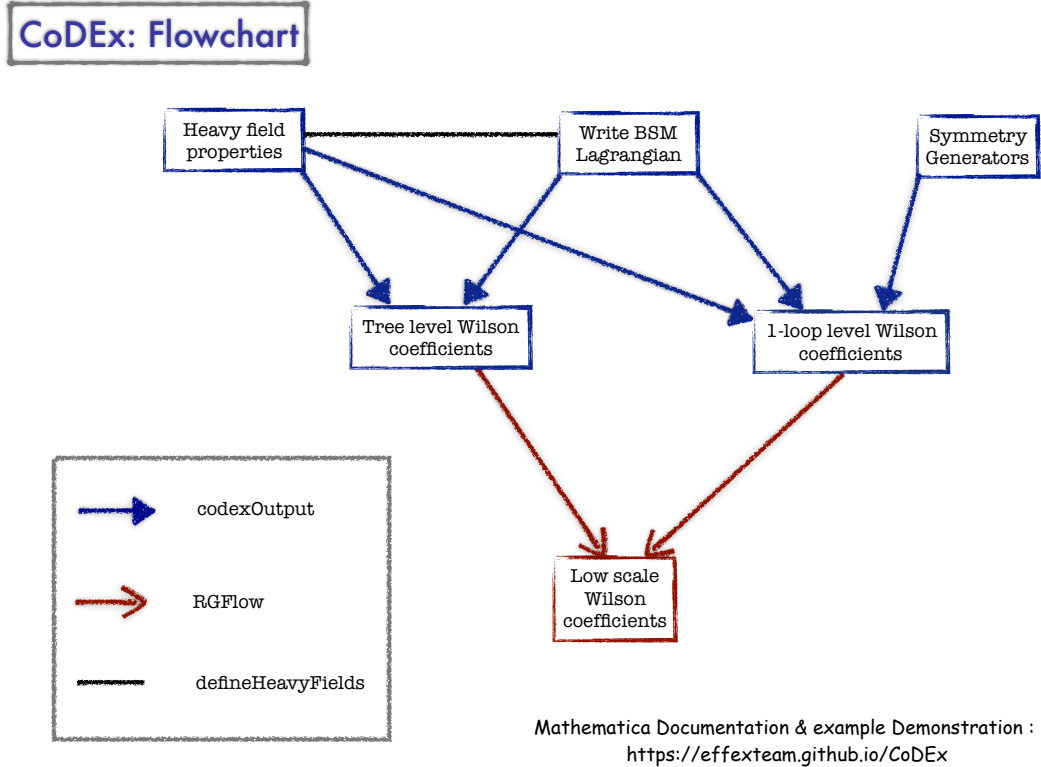 CoDEx: Flowchart
Heavy field
properties
Write BSM
Lagrangian
Symmetry
Generators
Tree level Wilson
coefficients
1-loop level Wilson
coefficients
codexOutput
RGFlow
defineHeavyFields
Low scale
Wilson
coefficients
Mathematica Documentation & example Demonstration :
https://effexteam.github.io/CoDEx